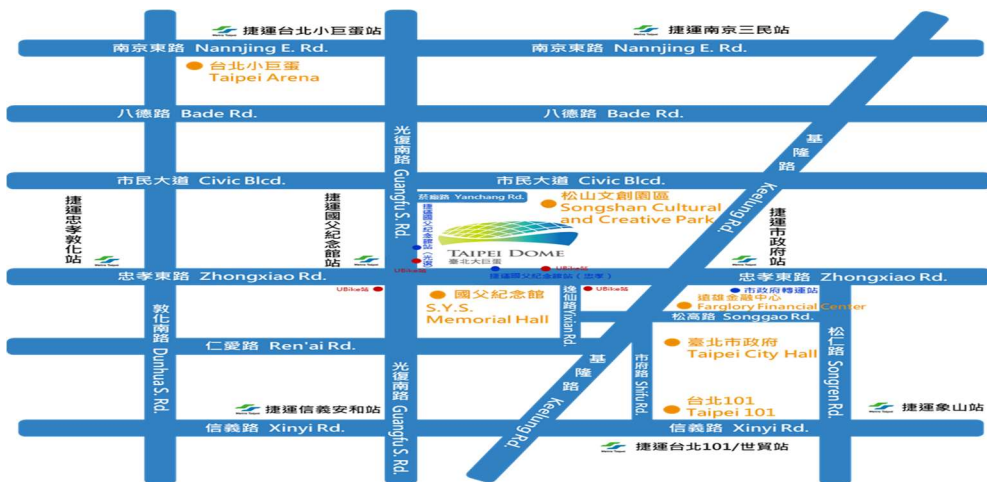 捷運台北小巨蛋站
捷運南京三民站
南京東路 Nannjing E. Rd.
南京東路 Nannjing E. Rd.
台北小巨蛋
Taipei Arena
八德路 Bade Rd.
八德路 Bade Rd.
光復南路 Guangfu S. Rd.
基隆路 Keelung Rd.
市民大道 Civic Blcd.
市民大道 Civic Blcd.
菸廠路 Yanchang Rd.
松山文創園區
Songshan Cultural
and Creative Park
捷運忠孝敦化站
捷運國父紀念館站
捷運市政府站
TAIPEI DOME
臺北大巨蛋
UBike站
UBike站
忠孝東路 Zhongxiao Rd.
忠孝東路 Zhongxiao Rd.
UBike站
UBike站
市政府轉運站
國父紀念館
S.Y.S.
Memorial Hall
逸仙路 Yixian Rd.
遠雄金融中心
Farglory Financial Center
松高路 Songgao Rd.
敦化南路 Dunhua S. Rd.
仁愛路 Ren'ai Rd.
臺北市政府
Taipei City Hall
松仁路 Songren Rd.
光復南路 Guangfu S. Rd.
基隆路 Keelung Rd.
市府路 Shifu Rd.
台北101
Taipei 101
捷運信義安和站
捷運象山站
信義路 Xinyi Rd.
信義路 Xinyi Rd.
捷運台北101/世貿站